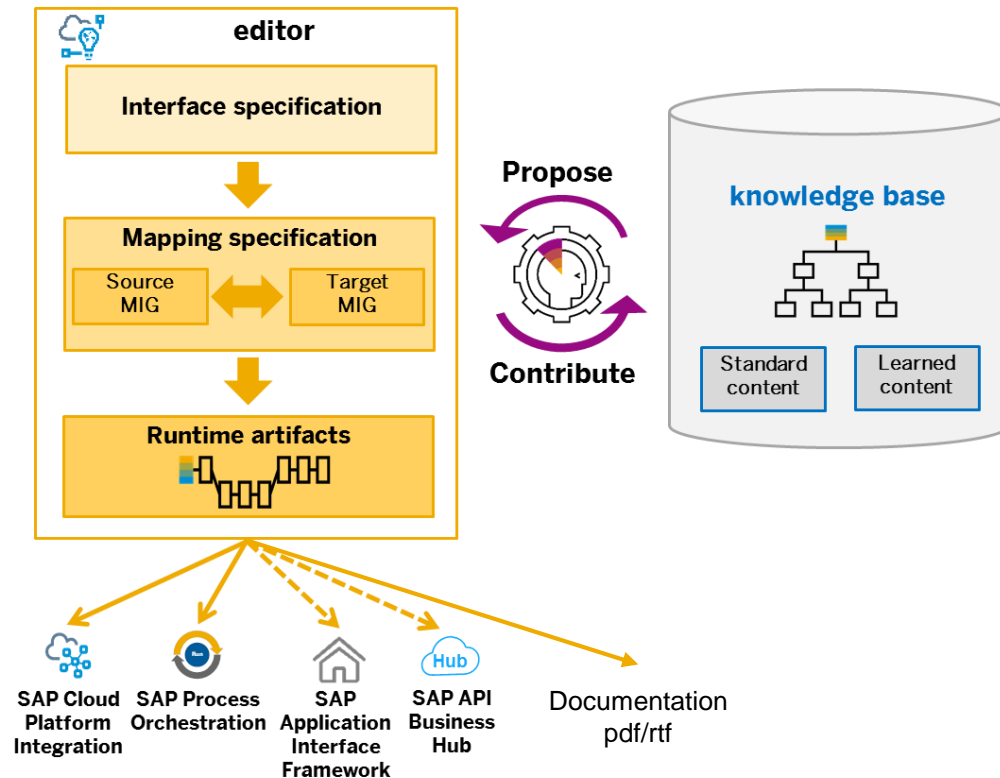 editor
Interface specification
Mapping specification
Source
MIG
Target
MIG
Runtime artifacts
Propose
Contribute
knowledge base
Standard
content
Learned
content
Hub
SAP Cloud
Platform
Integration
SAP Process
Orchestration
SAP
Application
Interface
Framework
SAP API
Business
Hub
Documentation
pdf/rtf